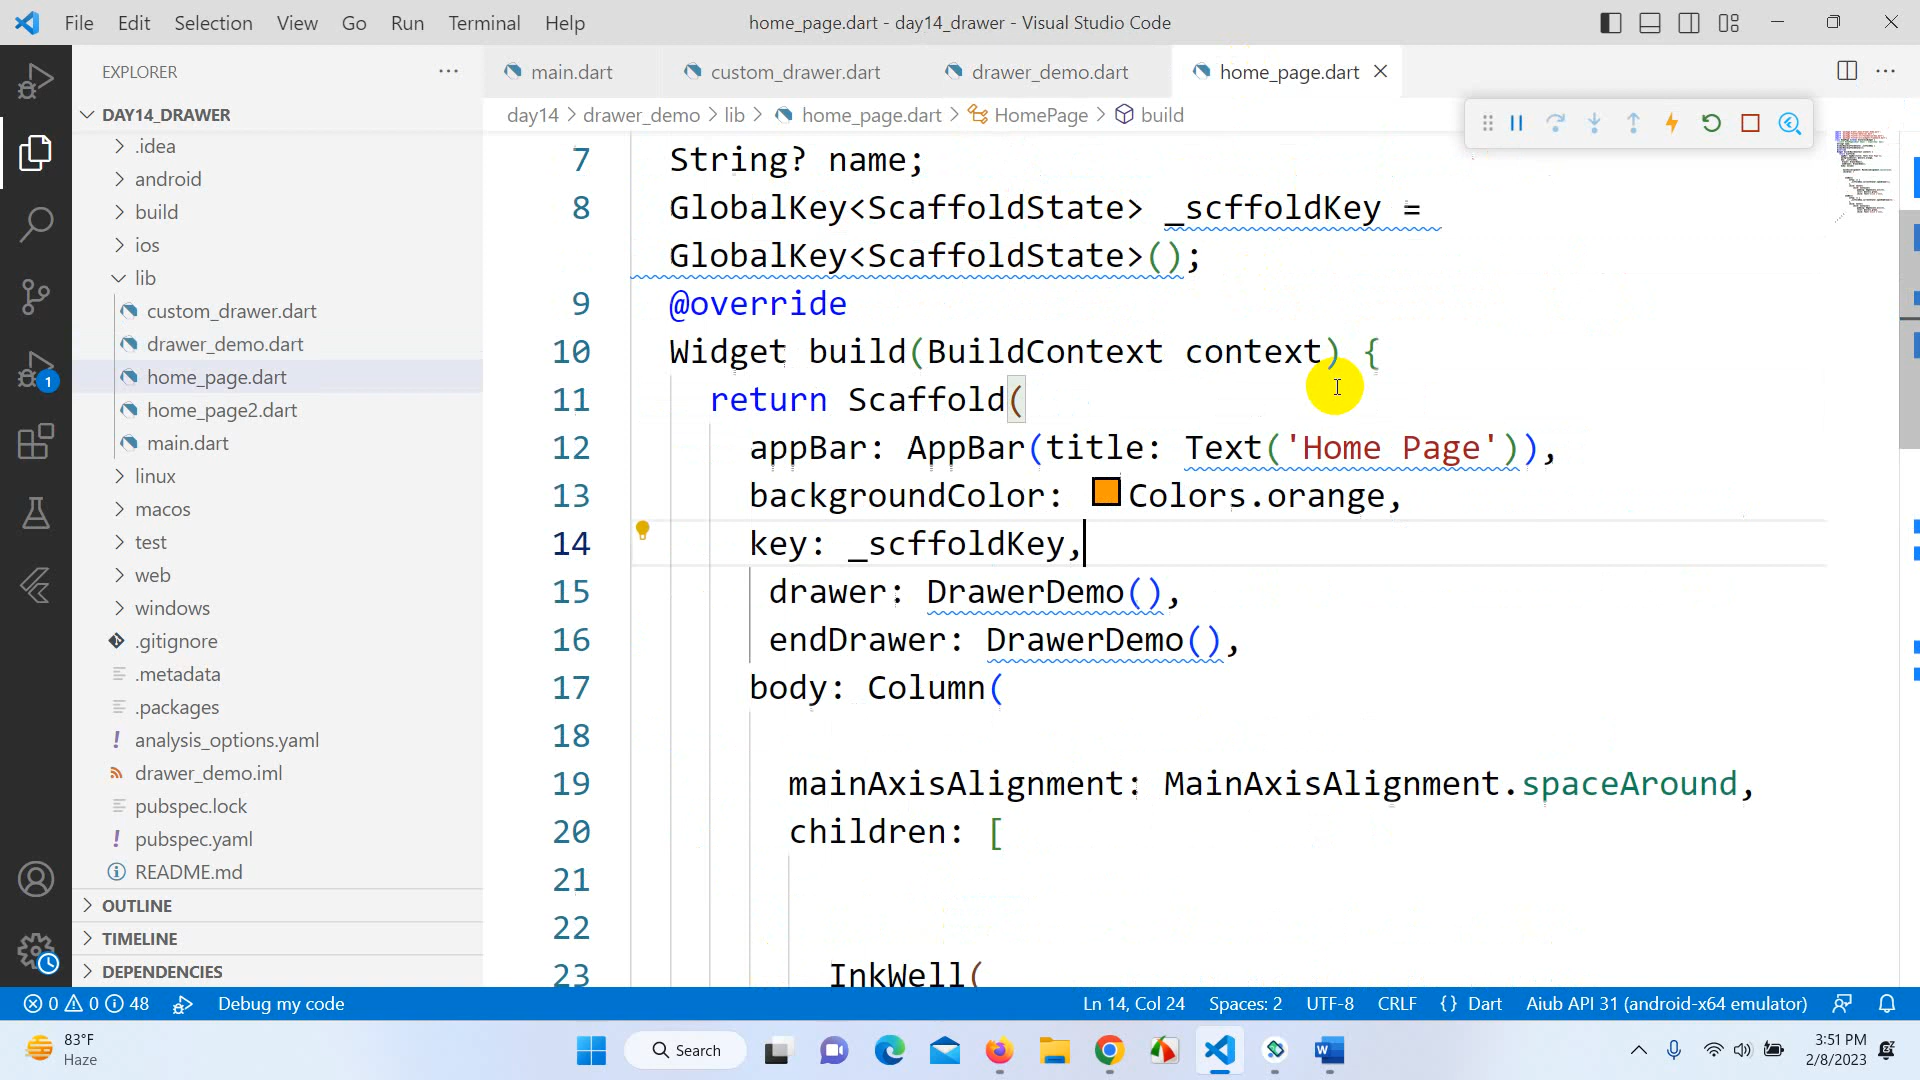 File Edit Selection View Go Run Terminal Help
home_page.dart - day14_drawer - Visual Studio Code
EXPLORER
main.dart
custom_drawer.dart
drawer_demo.dart
home_page.dart
DAY14_DRAWER
day14 > drawer_demo > lib > home_page.dart > HomePage > build
.idea
android
build
ios
lib
custom_drawer.dart
drawer_demo.dart
home_page.dart
home_page2.dart
main.dart
linux
macos
test
web
windows
.gitignore
.metadata
.packages
analysis_options.yaml
drawer_demo.iml
pubspec.lock
pubspec.yaml
README.md
OUTLINE
TIMELINE
DEPENDENCIES
1
7 String? name;
8 GlobalKey<ScaffoldState> _scffoldKey =
GlobalKey<ScaffoldState>();
9 @override
10 Widget build(BuildContext context) {
11 return Scaffold(
12 appBar: AppBar(title: Text('Home Page')),
13 backgroundColor: Colors.orange,
14 key: _scffoldKey,
15 drawer: DrawerDemo(),
16 endDrawer: DrawerDemo(),
17 body: Column(
18
19 mainAxisAlignment: MainAxisAlignment.spaceAround,
20 children: [
21
22
23 InkWell(
0 0 48 Debug my code
Ln 14, Col 24 Spaces: 2 UTF-8 CRLF {} Dart Aiub API 31 (android-x64 emulator)
83°F
Haze
Search
3:51 PM
2/8/2023